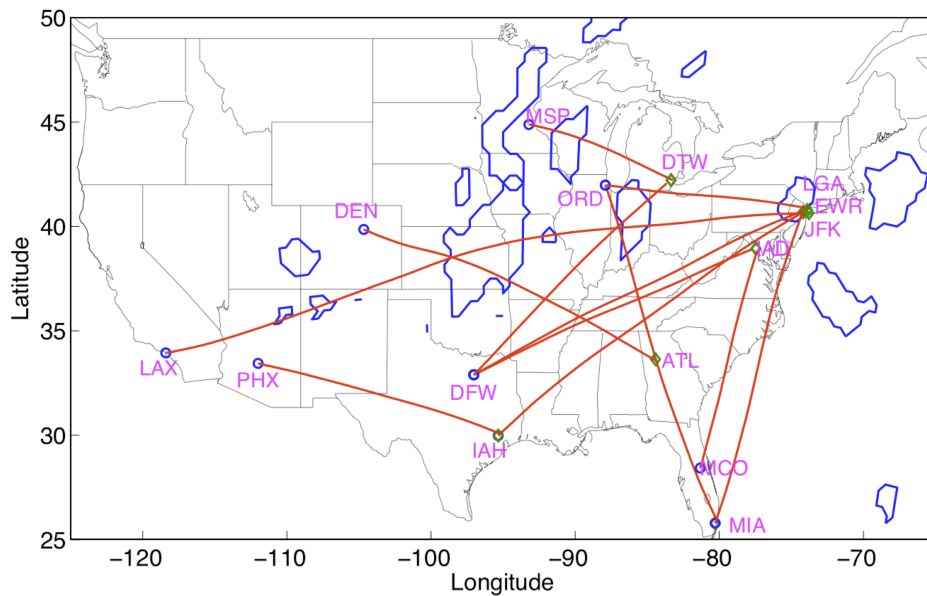 50
45
40
35
30
25
Latitude
MSP
DTW
ORD
LGA
EWR
JFK
DEN
IAD
LAX
PHX
DFW
ATL
IAH
MCO
MIA
−120
−110
−100
−90
−80
−70
Longitude